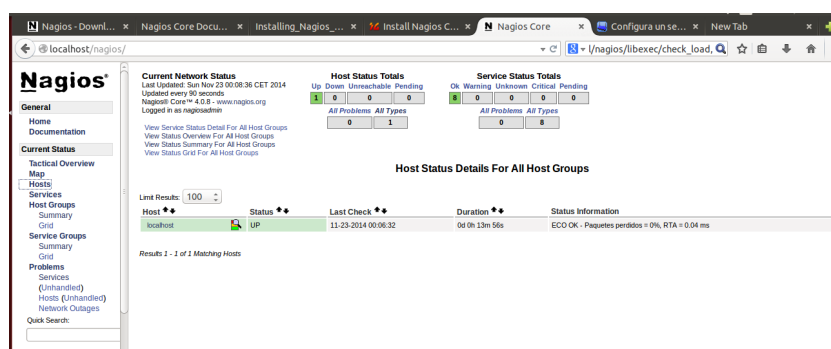 Nagios - Downl... Nagios Core Docu... Installing_Nagios_... Install Nagios C... Nagios Core Configura un se... New Tab
localhost/nagios/ l/nagios/libexec/check_load,
Nagios®
General
Home
Documentation
Current Status
Tactical Overview
Map
Hosts
Services
Host Groups
Summary
Grid
Service Groups
Summary
Grid
Problems
Services
(Unhandled)
Hosts (Unhandled)
Network Outages
Quick Search:
Current Network Status
Last Updated: Sun Nov 23 00:08:36 CET 2014
Updated every 90 seconds
Nagios® Core™ 4.0.8 - www.nagios.org
Logged in as nagiosadmin
View Service Status Detail For All Host Groups
View Status Overview For All Host Groups
View Status Summary For All Host Groups
View Status Grid For All Host Groups
Host Status Totals
Up Down Unreachable Pending
1 0 0 0
All Problems All Types
0 1
Service Status Totals
Ok Warning Unknown Critical Pending
8 0 0 0 0
All Problems All Types
0 8
Host Status Details For All Host Groups
Limit Results: 100
Host Status Last Check Duration Status Information
localhost UP 11-23-2014 00:06:32 0d 0h 13m 56s ECO OK - Paquetes perdidos = 0%, RTA = 0.04 ms
Results 1 - 1 of 1 Matching Hosts